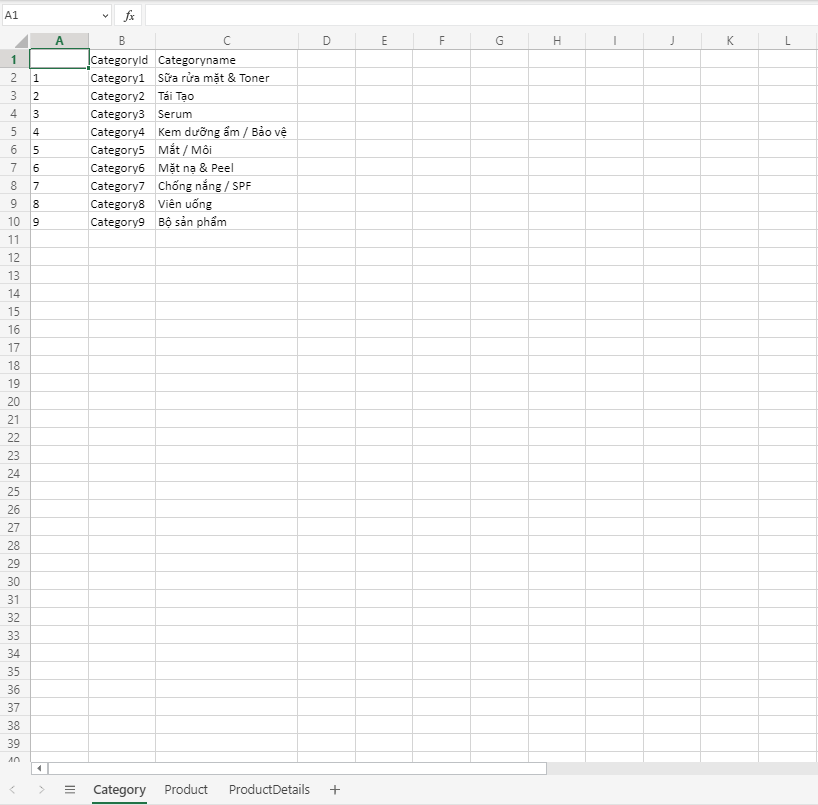 A1
fx
A B C D E F G H I J K L
1 CategoryId Categoryname
2 1 Category1 Sữa rửa mặt & Toner
3 2 Category2 Tái Tạo
4 3 Category3 Serum
5 4 Category4 Kem dưỡng ẩm / Bảo vệ
6 5 Category5 Mắt / Môi
7 6 Category6 Mặt nạ & Peel
8 7 Category7 Chống nắng / SPF
9 8 Category8 Viên uống
10 9 Category9 Bộ sản phẩm
11
12
13
14
15
16
17
18
19
20
21
22
23
24
25
26
27
28
29
30
31
32
33
34
35
36
37
38
39
40
Category Product ProductDetails +